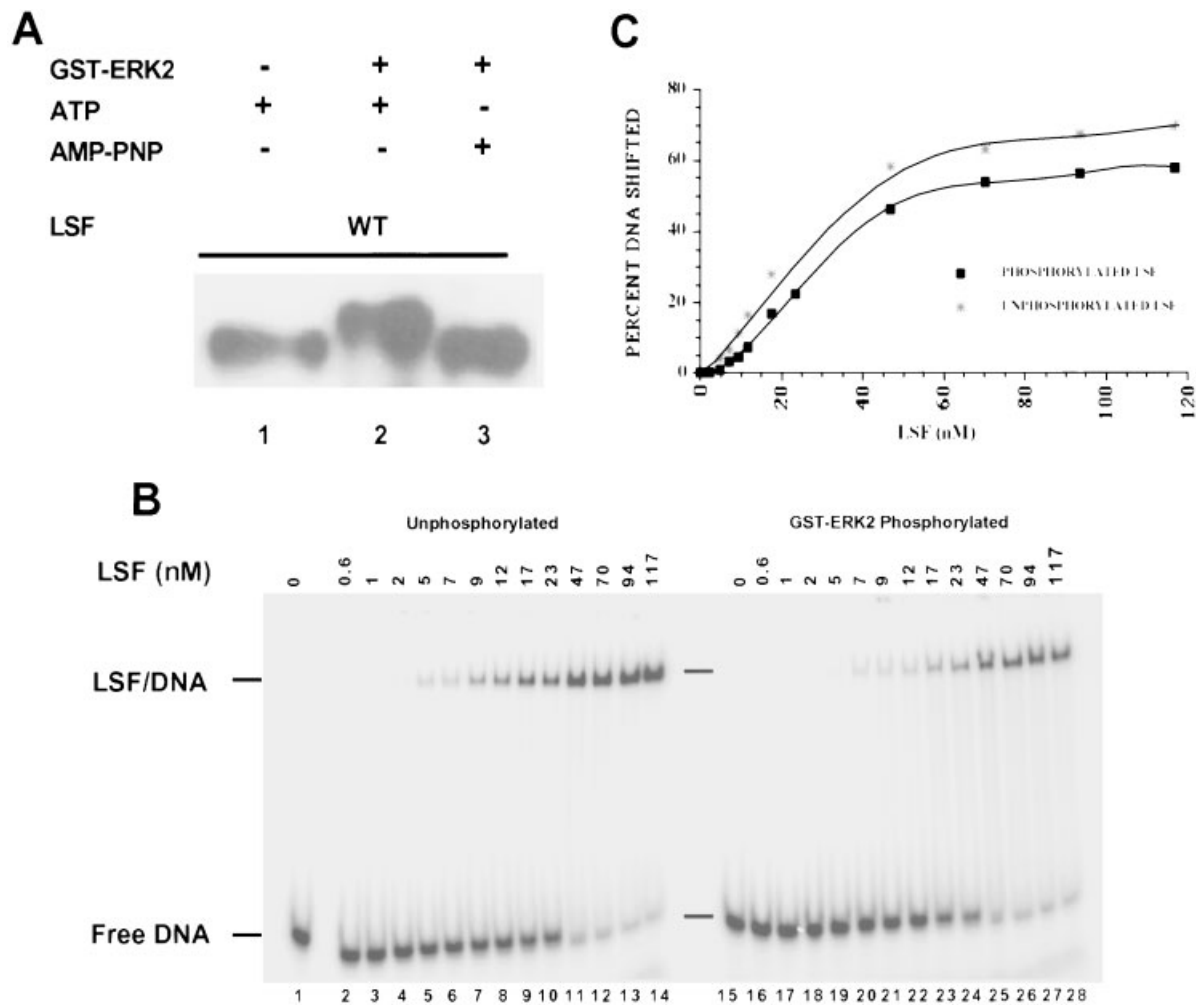 A
GST-ERK2 - + +
ATP + + -
AMP-PNP - - +
LSF WT
1 2 3
C
PERCENT DNA SHIFTED
80
60
40
20
0
PHOSPHORYLATED LSF
UNPHOSPHORYLATED LSF
0 20 40 60 80 100 120
LSF (nM)
B
Unphosphorylated GST-ERK2 Phosphorylated
LSF (nM) 0 0.6 1 2 5 7 9 12 17 23 47 70 94 117 0 0.6 1 2 5 7 9 12 17 23 47 70 94 117
LSF/DNA
Free DNA
1 2 3 4 5 6 7 8 9 10 11 12 13 14 15 16 17 18 19 20 21 22 23 24 25 26 27 28